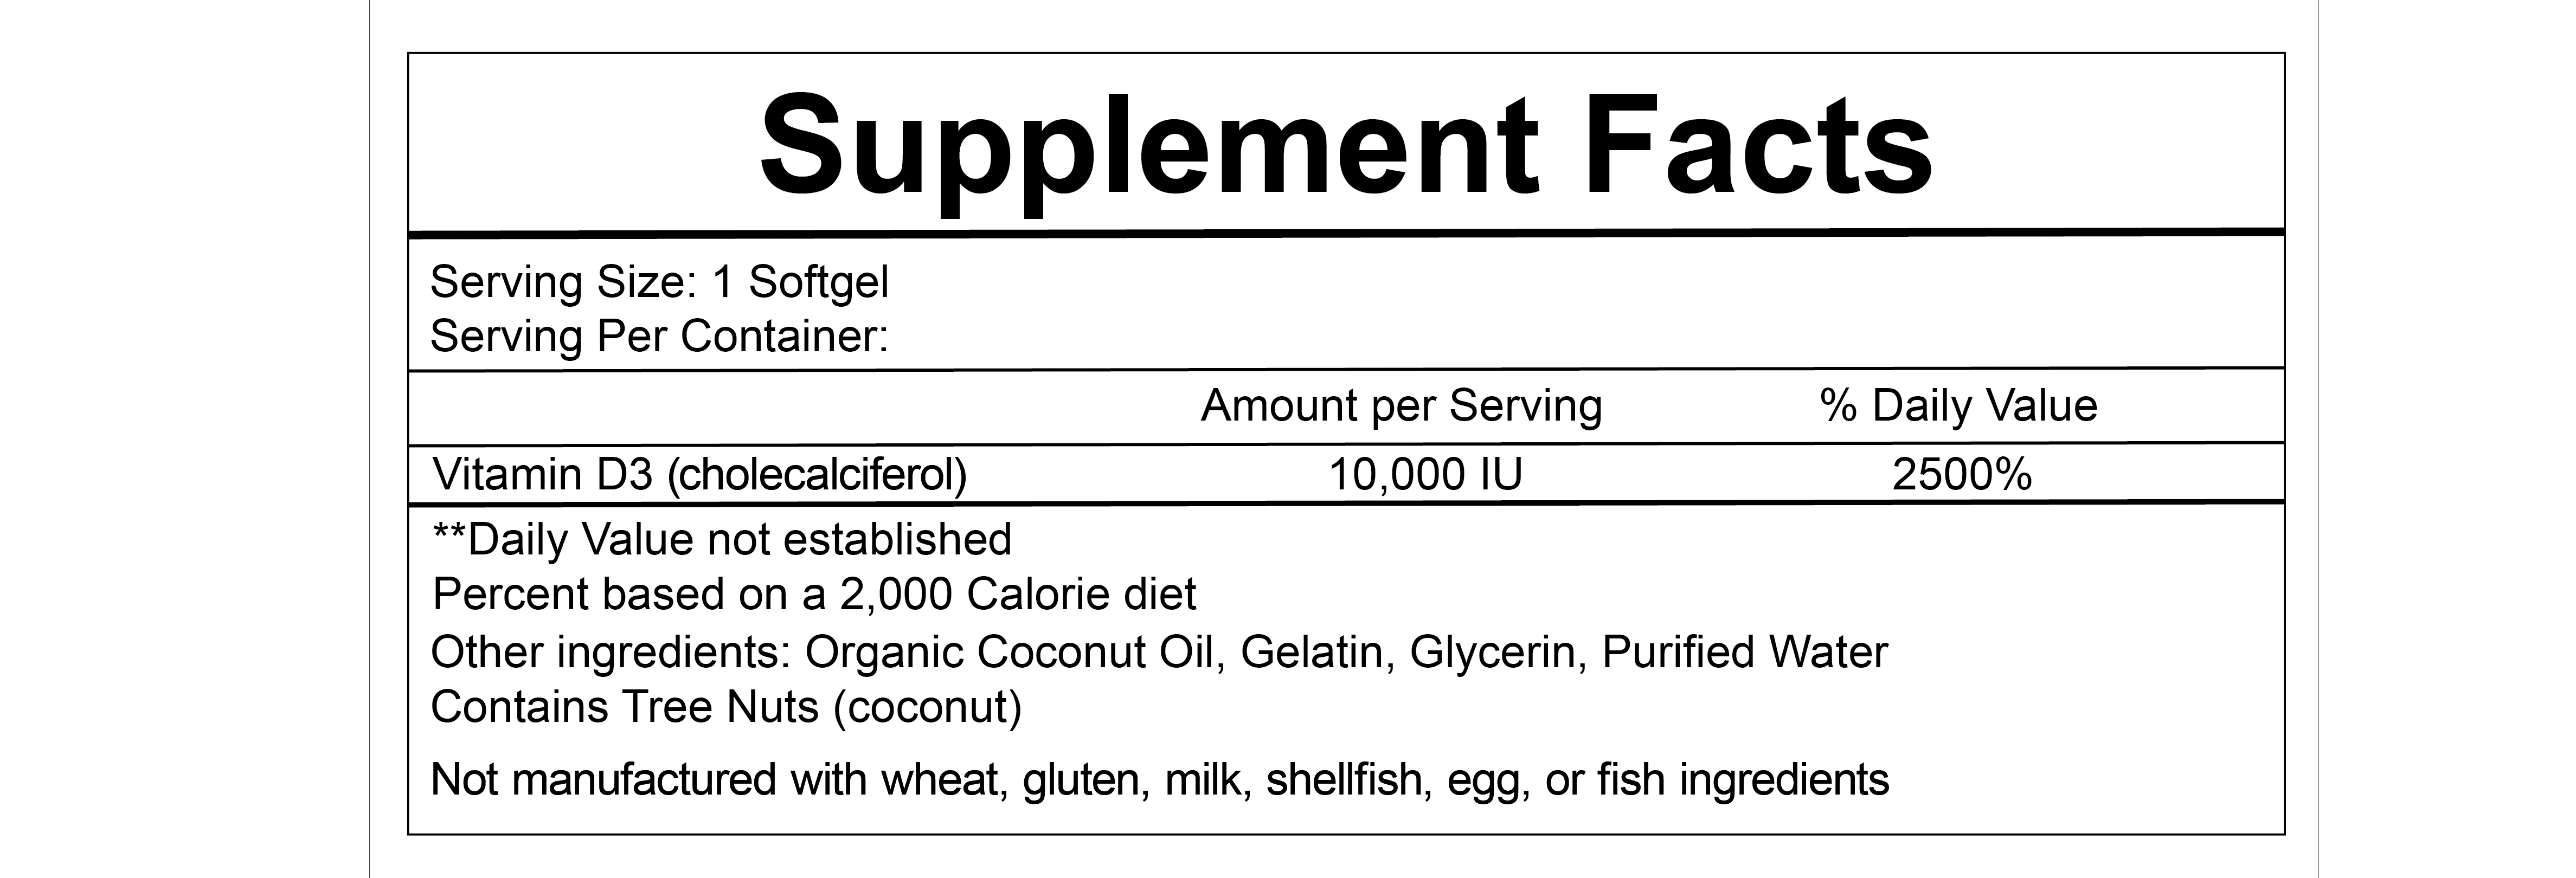 Supplement Facts
Serving Size: 1 Softgel
Serving Per Container:
Amount per Serving % Daily Value
Vitamin D3 (cholecalciferol) 10,000 IU 2500%
**Daily Value not established
Percent based on a 2,000 Calorie diet
Other ingredients: Organic Coconut Oil, Gelatin, Glycerin, Purified Water
Contains Tree Nuts (coconut)
Not manufactured with wheat, gluten, milk, shellfish, egg, or fish ingredients